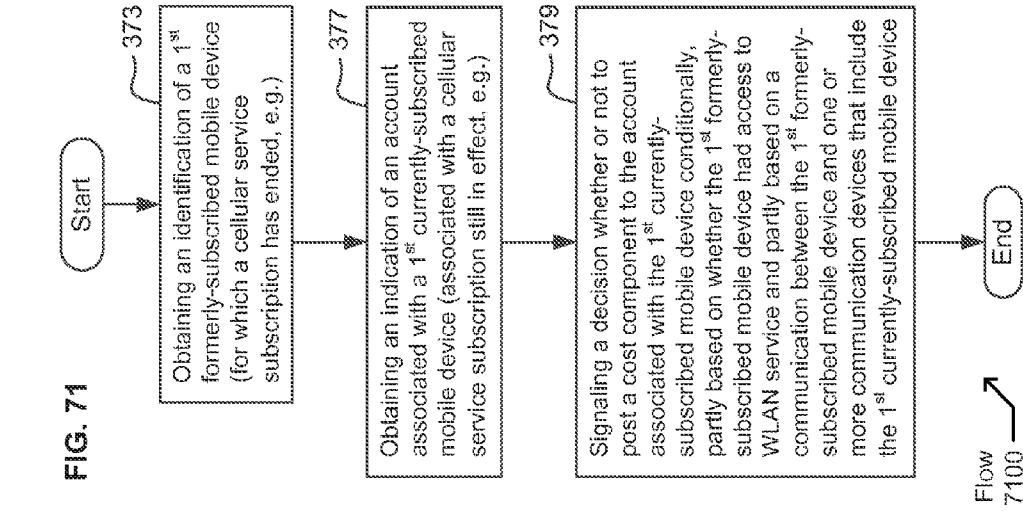 FIG. 71
Start
373
Obtaining an identification of a 1st
formerly-subscribed mobile device
(for which a cellular service
subscription has ended, e.g.)
377
Obtaining an indication of an account
associated with a 1st currently-subscribed
mobile device (associated with a cellular
service subscription still in effect, e.g.)
379
Signaling a decision whether or not to
post a cost component to the account
associated with the 1st currently-
subscribed mobile device conditionally,
partly based on whether the 1st formerly-
subscribed mobile device had access to
WLAN service and partly based on a
communication between the 1st formerly-
subscribed mobile device and one or
more communication devices that include
the 1st currently-subscribed mobile device
End
Flow
7100